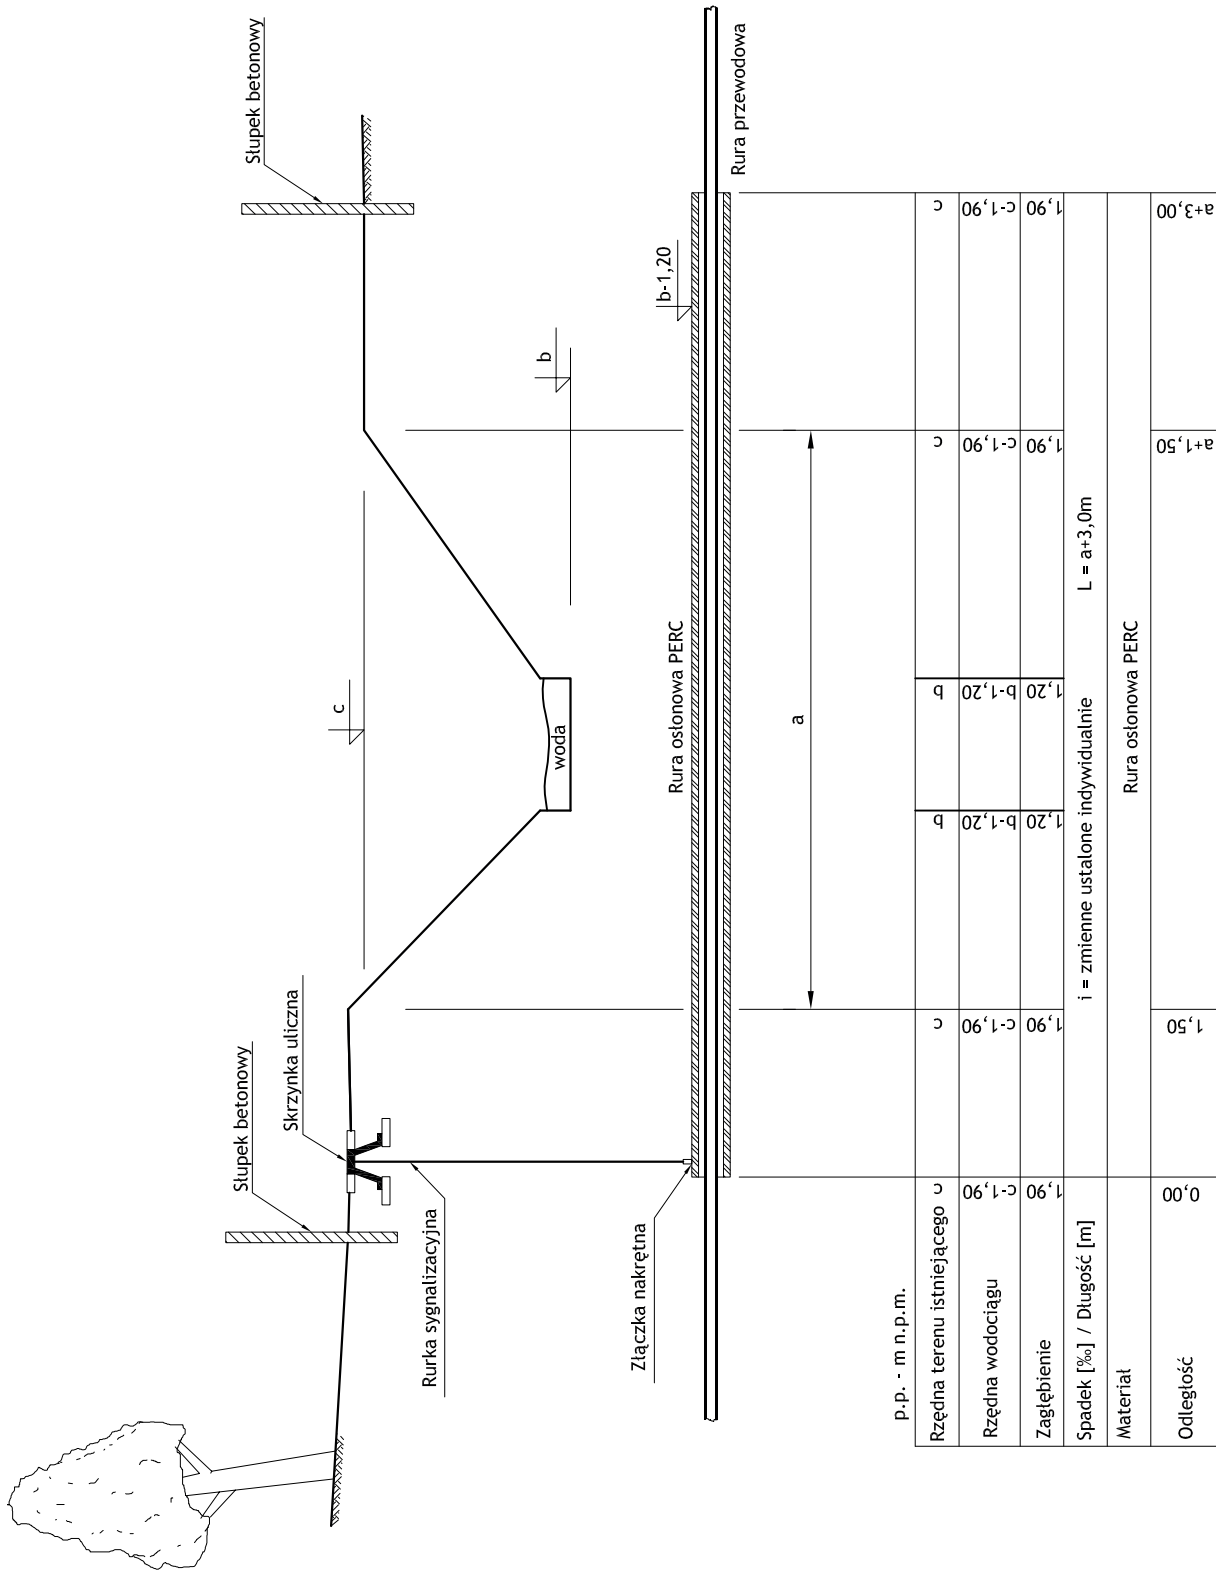 Słupek betonowy
Skrzynka uliczna
Słupek betonowy
c
b
woda
Rurka sygnalizacyjna
Złączka nakrętna
Rura osłonowa PERC
b-1,20
Rura przewodowa
a
p.p. - m n.p.m.
Rzędna terenu istniejącego c c b b c c
Rzędna wodociągu c-1,90 c-1,90 b-1,20 b-1,20 c-1,90 c-1,90
Zagłębienie 1,90 1,90 1,20 1,20 1,90 1,90
Spadek [‰] / Długość [m] i = zmienne ustalone indywidualnie L = a+3,0m
Materiał Rura osłonowa PERC
Odległość 0,00 1,50 a+1,50 a+3,00